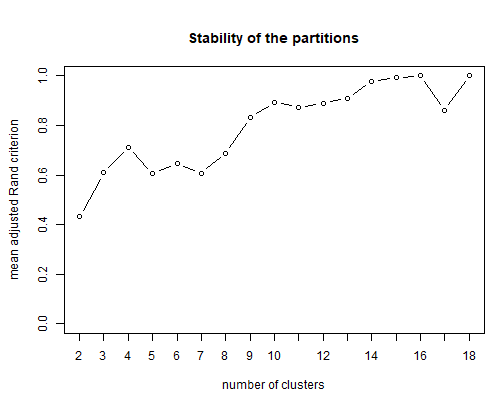 Stability of the partitions
mean adjusted Rand criterion
1.0
0.8
0.6
0.4
0.2
0.0
2 3 4 5 6 7 8 9 10 12 14 16 18
number of clusters